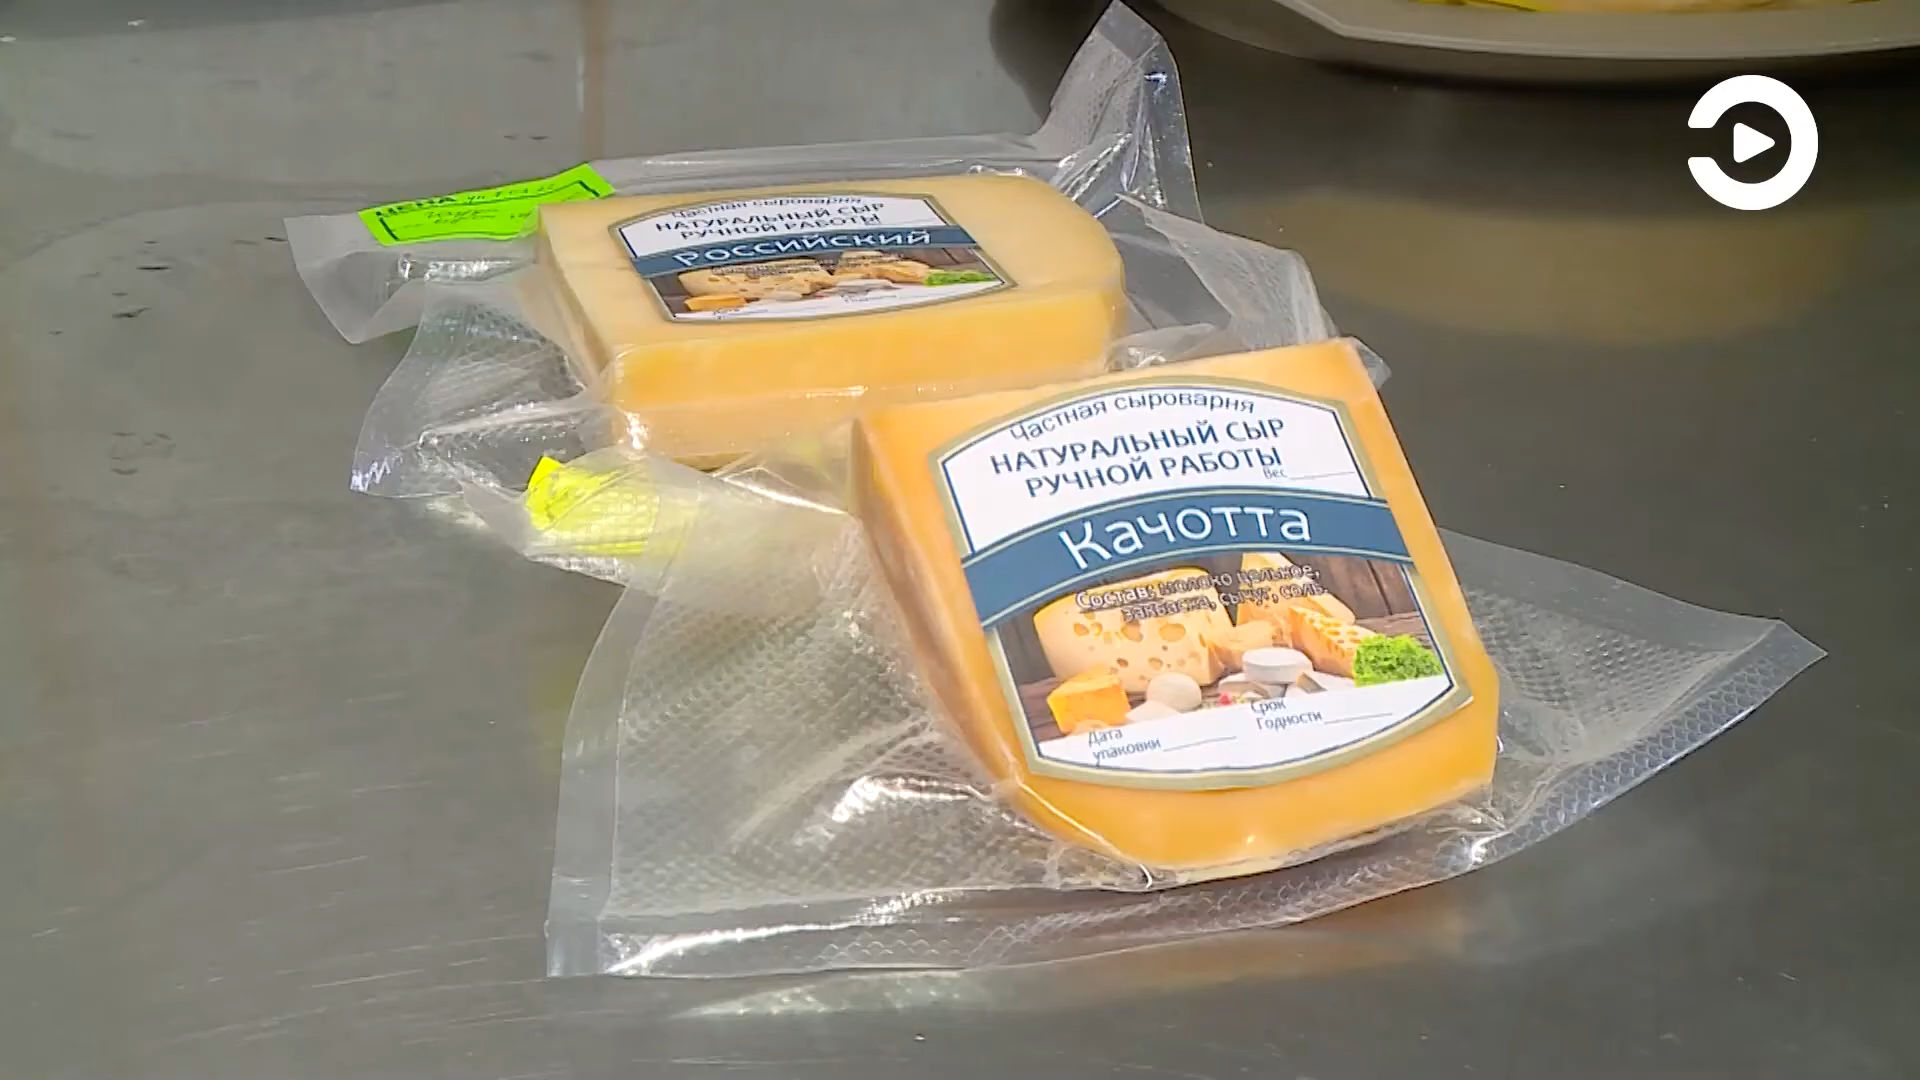 ЦЕНА
Частная сыроварня
НАТУРАЛЬНЫЙ СЫР
РУЧНОЙ РАБОТЫ
Российский
Частная сыроварня
НАТУРАЛЬНЫЙ СЫР
РУЧНОЙ РАБОТЫ
Вес
Качотта
Состав: молоко цельное,
закваска, сычуг, соль.
Дата
упаковки
Срок
Годности